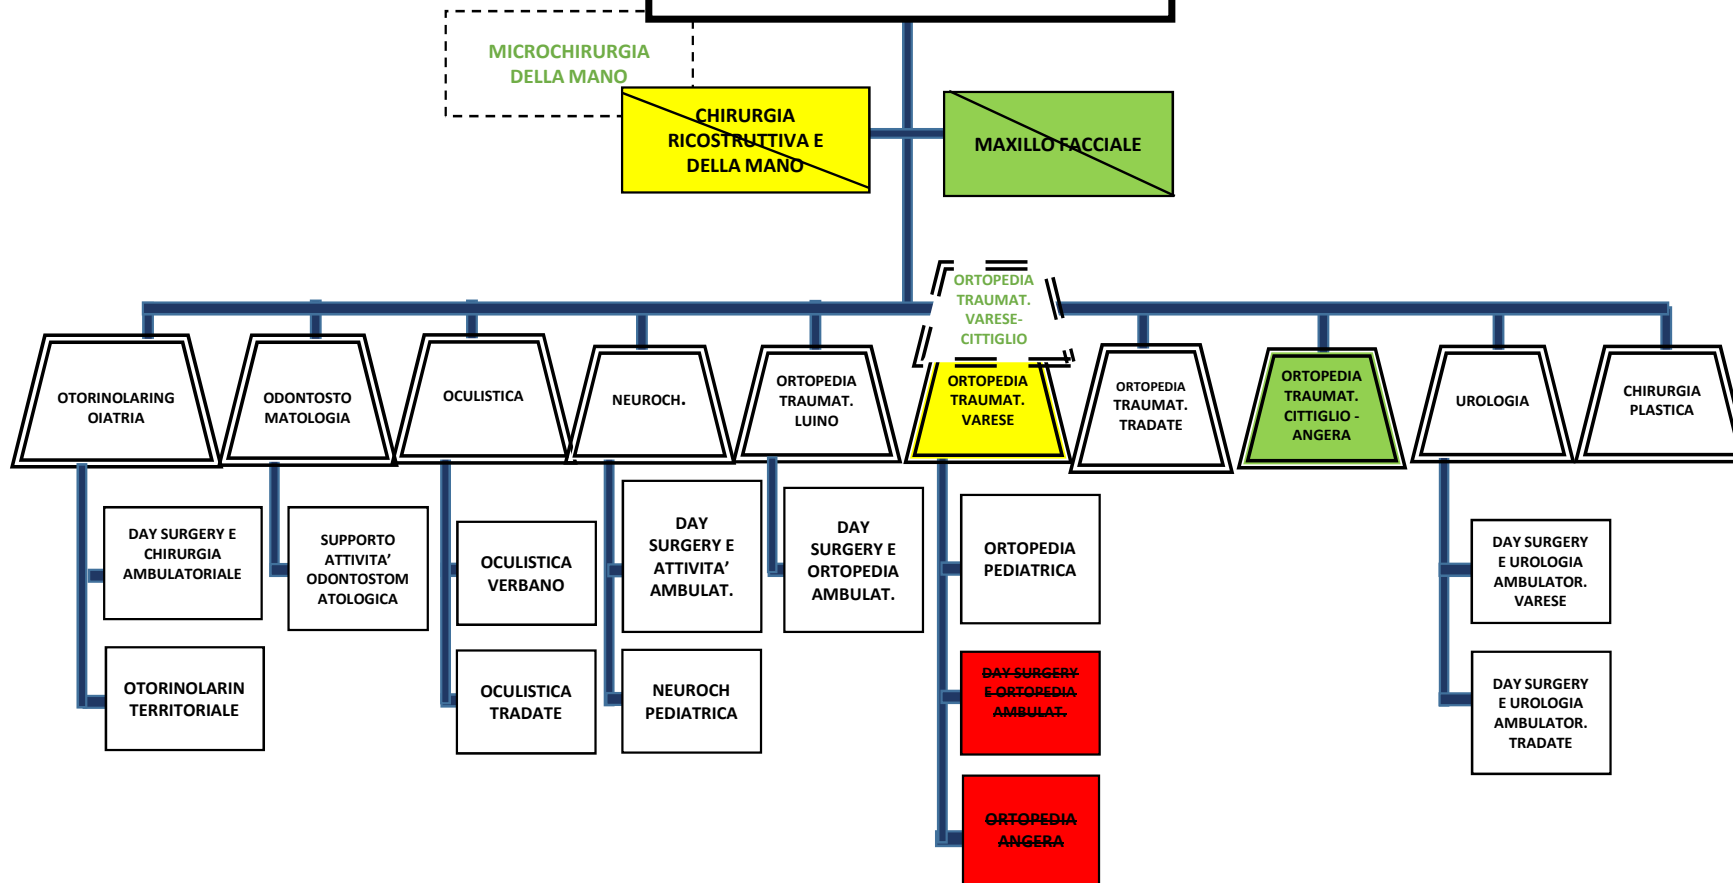 MICROCHIRURGIA
DELLA MANO
CHIRURGIA
RICOSTRUTTIVA E
DELLA MANO
MAXILLO FACCIALE
ORTOPEDIA
TRAUMAT.
VARESE-
CITTIGLIO
OTORINOLARING
OIATRIA
ODONTOSTO
MATOLOGIA
OCULISTICA
NEUROCH.
ORTOPEDIA
TRAUMAT.
LUINO
ORTOPEDIA
TRAUMAT.
VARESE
ORTOPEDIA
TRAUMAT.
TRADATE
ORTOPEDIA
TRAUMAT.
CITTIGLIO -
ANGERA
UROLOGIA
CHIRURGIA
PLASTICA
DAY SURGERY E
CHIRURGIA
AMBULATORIALE
SUPPORTO
ATTIVITA’
ODONTOSTOM
ATOLOGICA
OCULISTICA
VERBANO
DAY
SURGERY E
ATTIVITA’
AMBULAT.
DAY
SURGERY E
ORTOPEDIA
AMBULAT.
ORTOPEDIA
PEDIATRICA
DAY SURGERY
E UROLOGIA
AMBULATOR.
VARESE
OTORINOLARIN
TERRITORIALE
OCULISTICA
TRADATE
NEUROCH
PEDIATRICA
DAY SURGERY
E ORTOPEDIA
AMBULAT.
DAY SURGERY
E UROLOGIA
AMBULATOR.
TRADATE
ORTOPEDIA
ANGERA